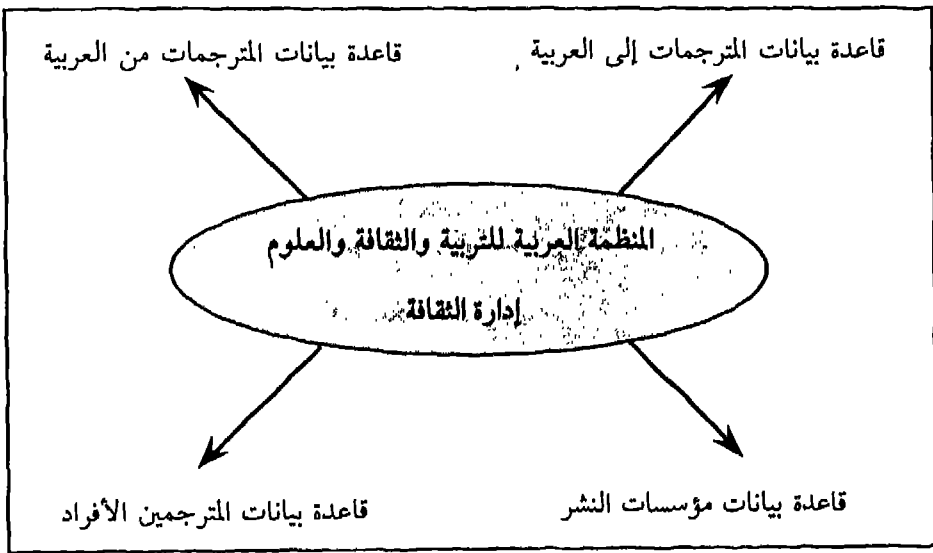 قاعدة بيانات المترجمات إلى العربية
قاعدة بيانات المترجمات من العربية
المنظمة العربية للتربية والثقافة والعلوم
إدارة الثقافة
قاعدة بيانات مؤسسات النشر
قاعدة بيانات المترجمين الأفراد